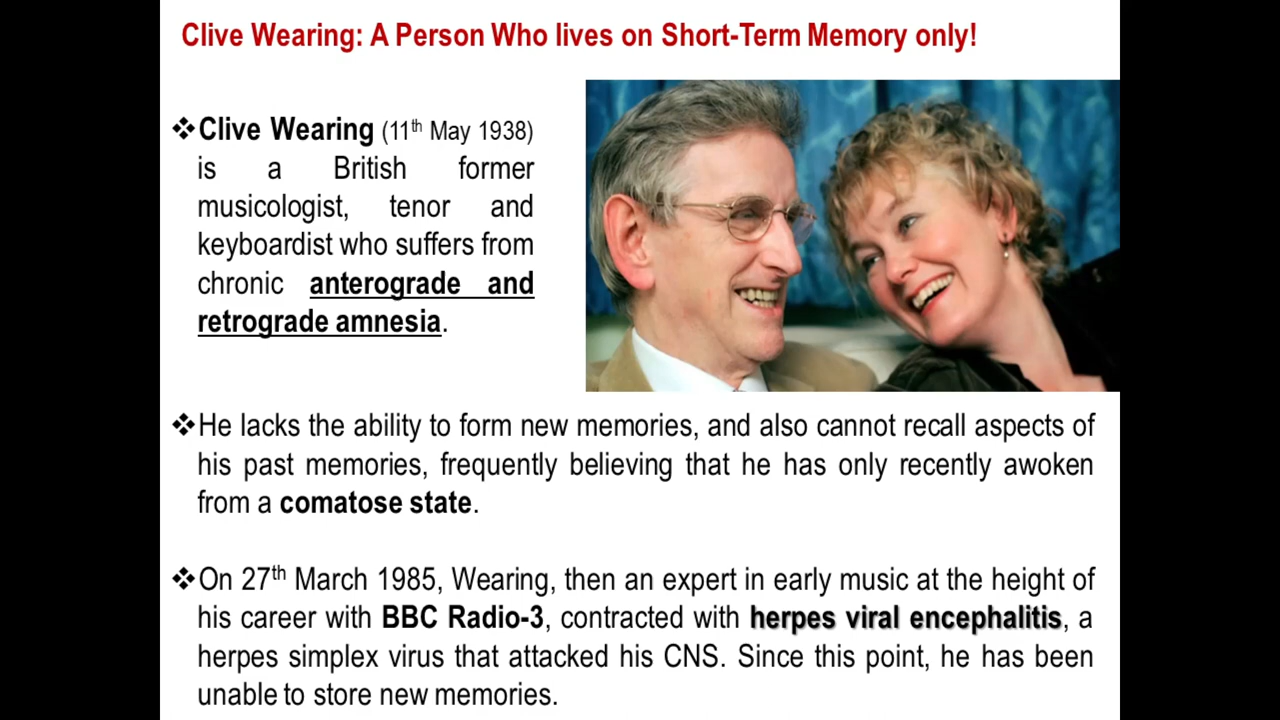 Clive Wearing: A Person Who lives on Short-Term Memory only!
❖Clive Wearing (11th May 1938)
is a British former
musicologist, tenor and
keyboardist who suffers from
chronic anterograde and
retrograde amnesia.
❖He lacks the ability to form new memories, and also cannot recall aspects of
his past memories, frequently believing that he has only recently awoken
from a comatose state.
❖On 27th March 1985, Wearing, then an expert in early music at the height of
his career with BBC Radio-3, contracted with herpes viral encephalitis, a
herpes simplex virus that attacked his CNS. Since this point, he has been
unable to store new memories.